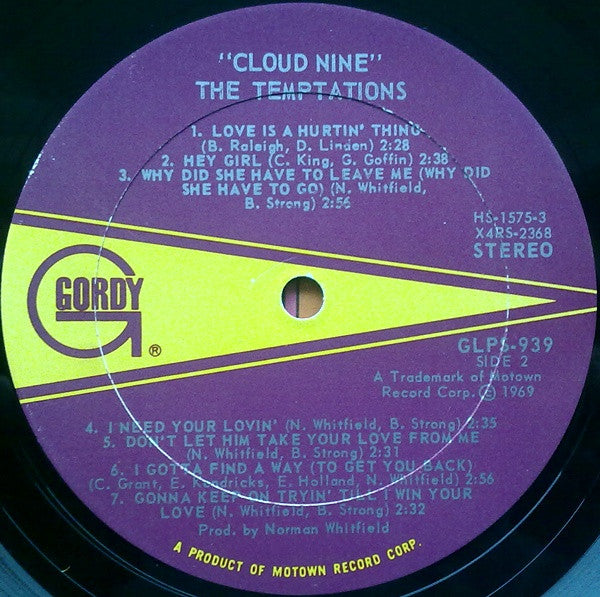 "CLOUD NINE"
THE TEMPTATIONS
1. LOVE IS A HURTIN' THING
(B. Raleigh, D. Linden) 2:28
2. HEY GIRL (C. King, G. Goffin) 2:38
3. WHY DID SHE HAVE TO LEAVE ME (WHY DID
SHE HAVE TO GO) (N. Whitfield,
B. Strong) 2:56
HS-1575-3
X4RS-2368
STEREO
GORDY
®
GLPS-939
SIDE 2
A Trademark of Motown
Record Corp. © 1969
4. I NEED YOUR LOVIN' (N. Whitfield, B. Strong) 2:35
5. DON'T LET HIM TAKE YOUR LOVE FROM ME
(N. Whitfield, B. Strong) 2:31
6. I GOTTA FIND A WAY (TO GET YOU BACK)
(C. Grant, E. Kendricks, E. Holland, N. Whitfield) 2:56
7. GONNA KEEP ON TRYIN' TILL I WIN YOUR
LOVE (N. Whitfield, B. Strong) 2:32
Prod. by Norman Whitfield
A PRODUCT OF MOTOWN RECORD CORP.